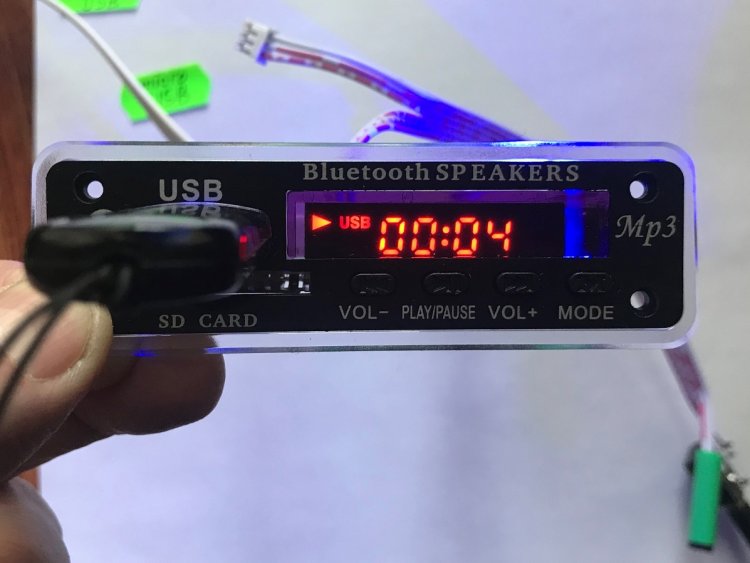 Bluetooth SPEAKERS
USB
USB 00:04
Mp3
VOL- PLAY/PAUSE VOL+ MODE
SD CARD